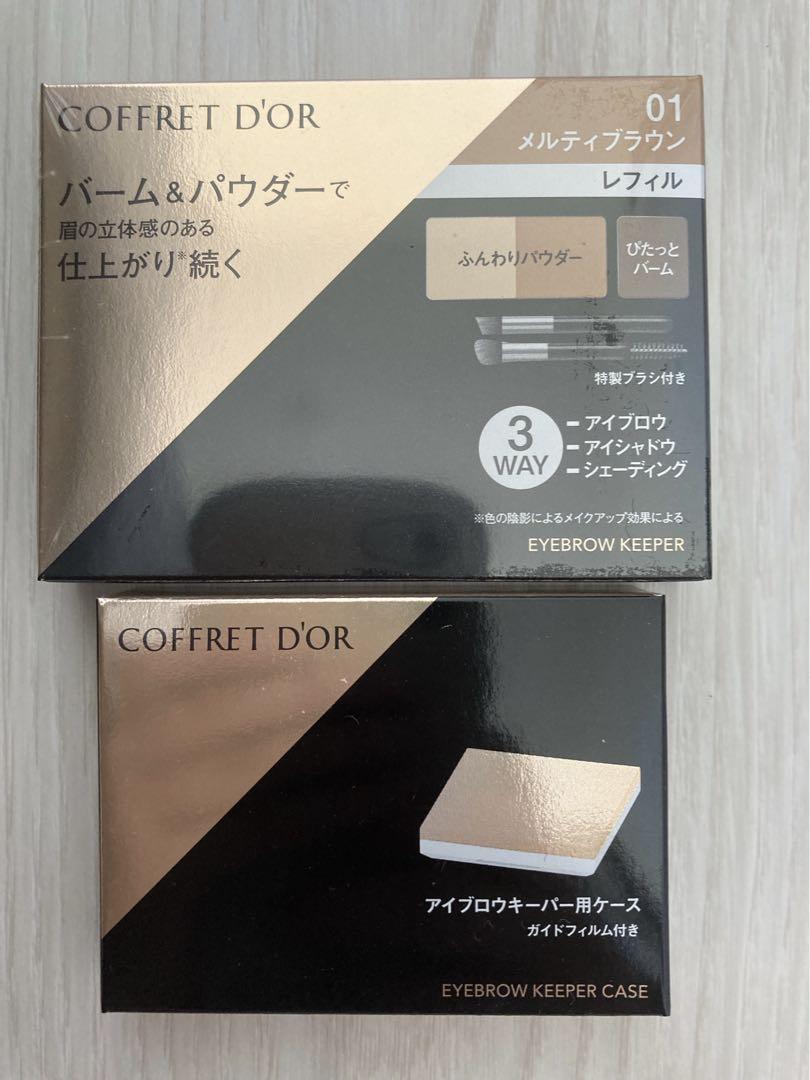 COFFRET D'OR
01
メルティブラウン
レフィル
バーム&パウダーで
眉の立体感のある
仕上がり※続く
ふんわりパウダー
ぴたっと
バーム
特製ブラシ付き
3
WAY
アイブロウ
アイシャドウ
シェーディング
※色の陰影によるメイクアップ効果による
EYEBROW KEEPER
COFFRET D'OR
アイブロウキーパー用ケース
ガイドフィルム付き
EYEBROW KEEPER CASE